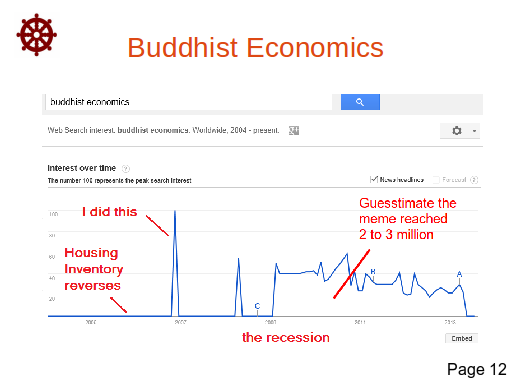 Buddhist Economics
buddhist economics
Web Search interest: buddhist economics. Worldwide, 2004 - present.
Interest over time
The number 100 represents the peak search interest
News headlines
Forecast
100
80
60
40
20
I did this
Guesstimate the
meme reached
2 to 3 million
Housing
Inventory
reverses
B
A
C
2007
2009
2011
the recession
Embed
Page 12